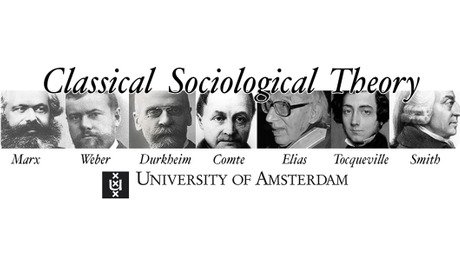 Classical Sociological Theory
Marx Weber Durkheim Comte Elias Tocqueville Smith
UNIVERSITY OF AMSTERDAM